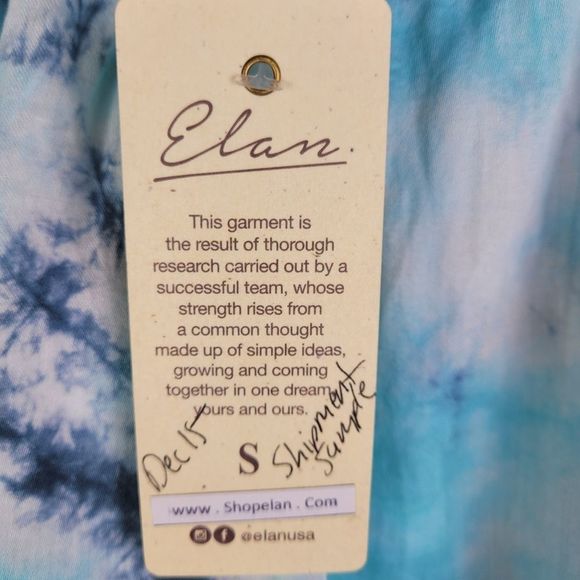 Elan.
This garment is
the result of thorough
research carried out by a
successful team, whose
strength rises from
a common thought
made up of simple ideas,
growing and coming
together in one dream,
yours and ours.
Dec 15
S
Shipment
Sample
www . Shopelan . Com
@elanusa